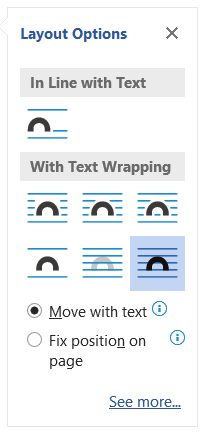 Layout Options
In Line with Text
With Text Wrapping
Move with text
Fix position on
page
See more...